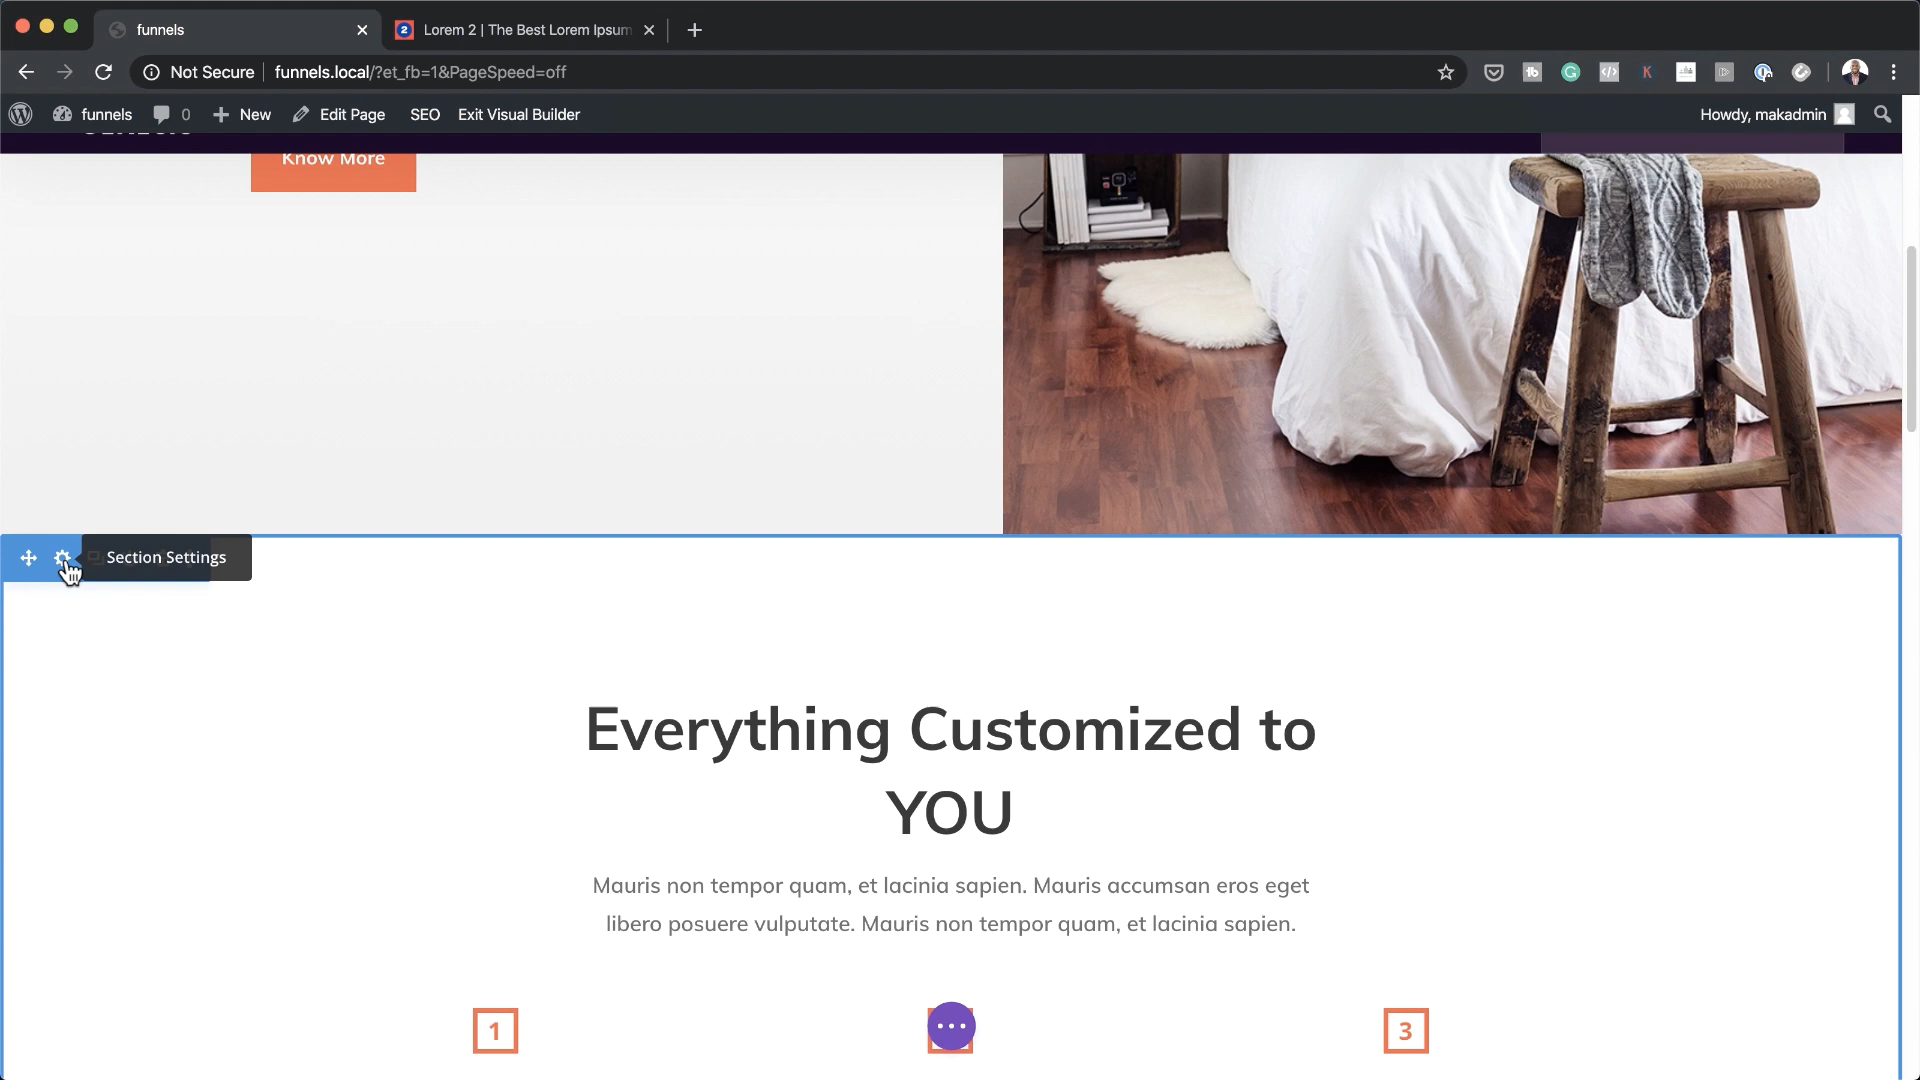 funnels
2
Lorem 2 | The Best Lorem Ipsum
Not Secure
funnels.local/?et_fb=1&PageSpeed=off
funnels
0
New
Edit Page
SEO
Exit Visual Builder
Howdy, makadmin
Know More
Section Settings
Everything Customized to
YOU
Mauris non tempor quam, et lacinia sapien. Mauris accumsan eros eget
libero posuere vulputate. Mauris non tempor quam, et lacinia sapien.
1
3